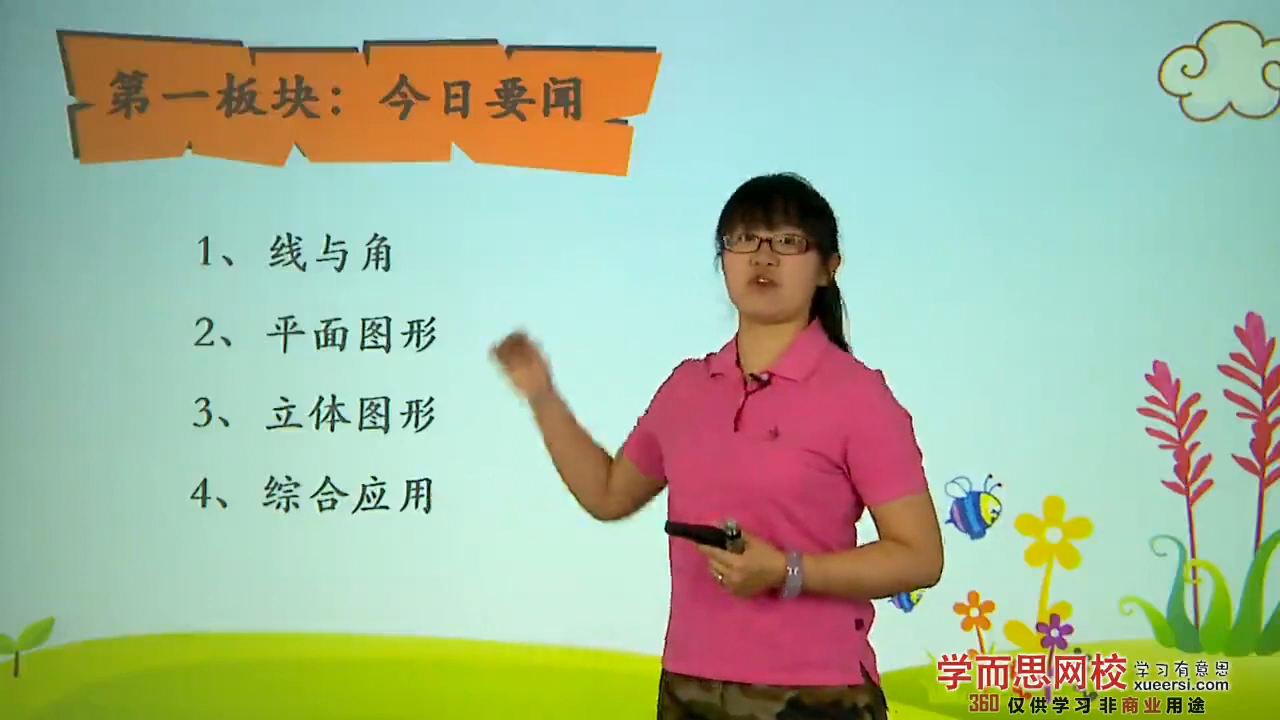 第一板块：今日要闻
1、线与角
2、平面图形
3、立体图形
4、综合应用
学而思网校 学习有意思
xueersi.com
360 仅供学习非商业用途